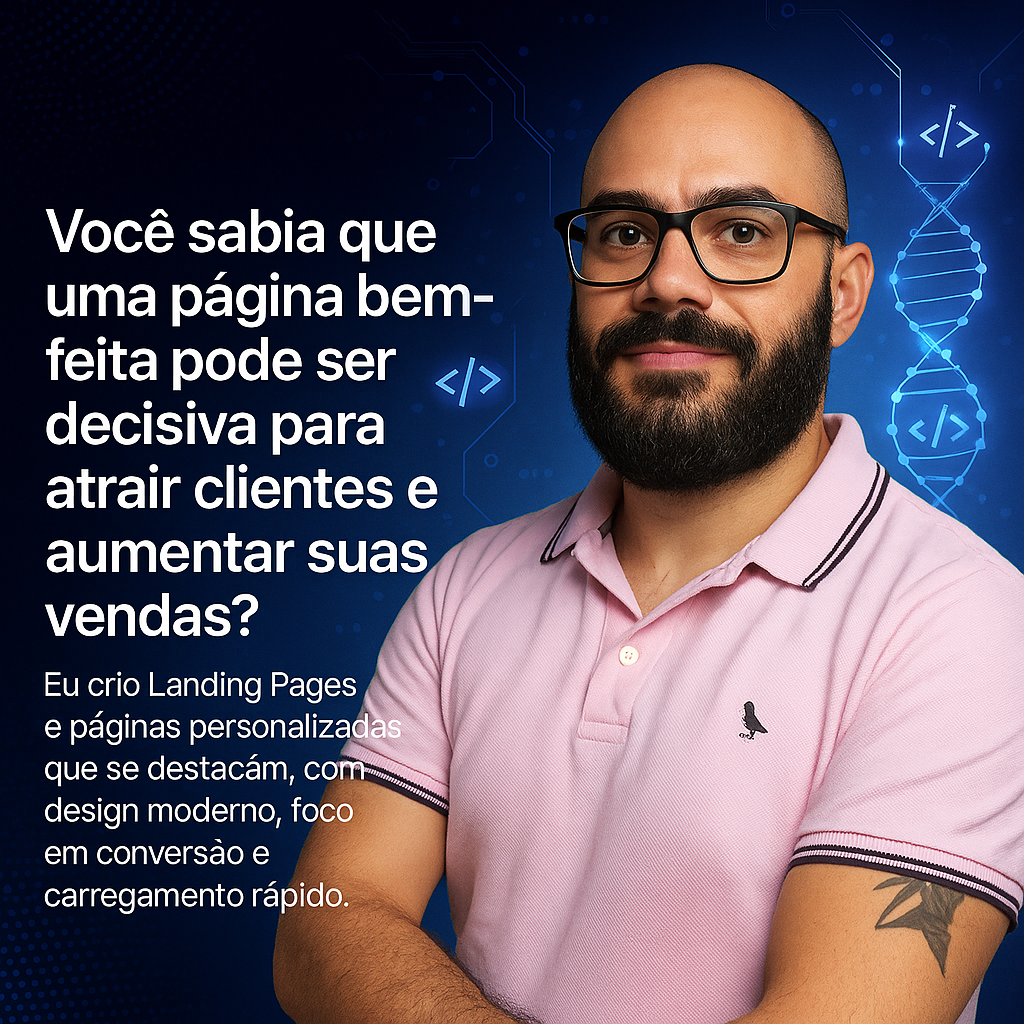 Você sabia que
uma página bem-
feita pode ser
decisiva para
atrair clientes e
aumentar suas
vendas?
Eu crio Landing Pages
e páginas personalizadas
que se destacám, com
design moderno, foco
em conversào e
carregamento rápido.
</>
</>
</>